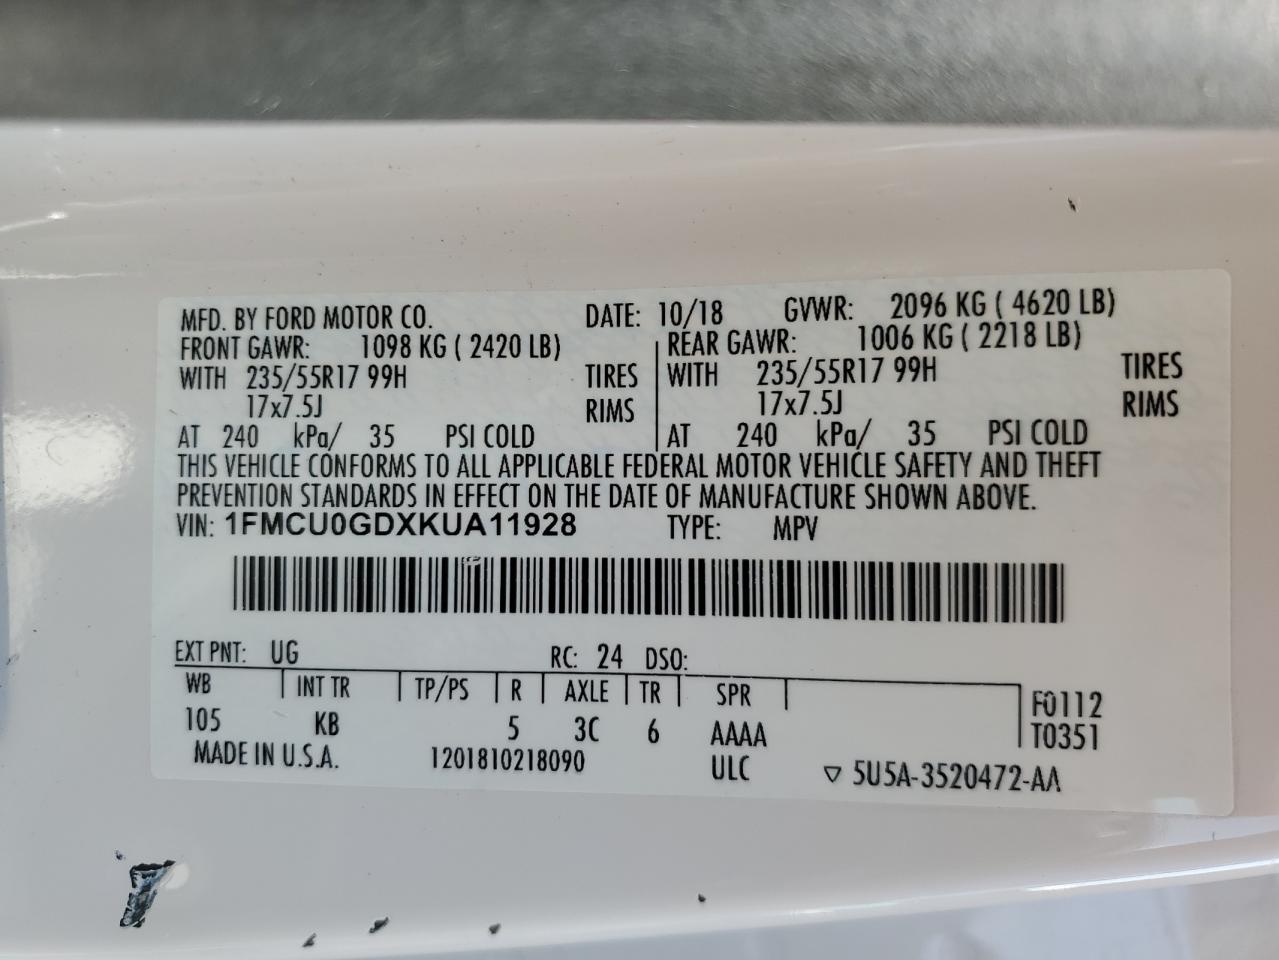 MFD. BY FORD MOTOR CO. DATE: 10/18 GVWR: 2096 KG ( 4620 LB)
FRONT GAWR: 1098 KG ( 2420 LB) REAR GAWR: 1006 KG ( 2218 LB)
WITH 235/55R17 99H TIRES WITH 235/55R17 99H TIRES
17x7.5J RIMS 17x7.5J RIMS
AT 240 kPa/ 35 PSI COLD AT 240 kPa/ 35 PSI COLD
THIS VEHICLE CONFORMS TO ALL APPLICABLE FEDERAL MOTOR VEHICLE SAFETY AND THEFT
PREVENTION STANDARDS IN EFFECT ON THE DATE OF MANUFACTURE SHOWN ABOVE.
VIN: 1FMCU0GDXKUA11928 TYPE: MPV
EXT PNT: UG RC: 24 DSO:
WB INT TR TP/PS R AXLE TR SPR F0112
105 KB 5 3C 6 AAAA T0351
MADE IN U.S.A. 1201810218090 ULC ▽ 5U5A-3520472-AA